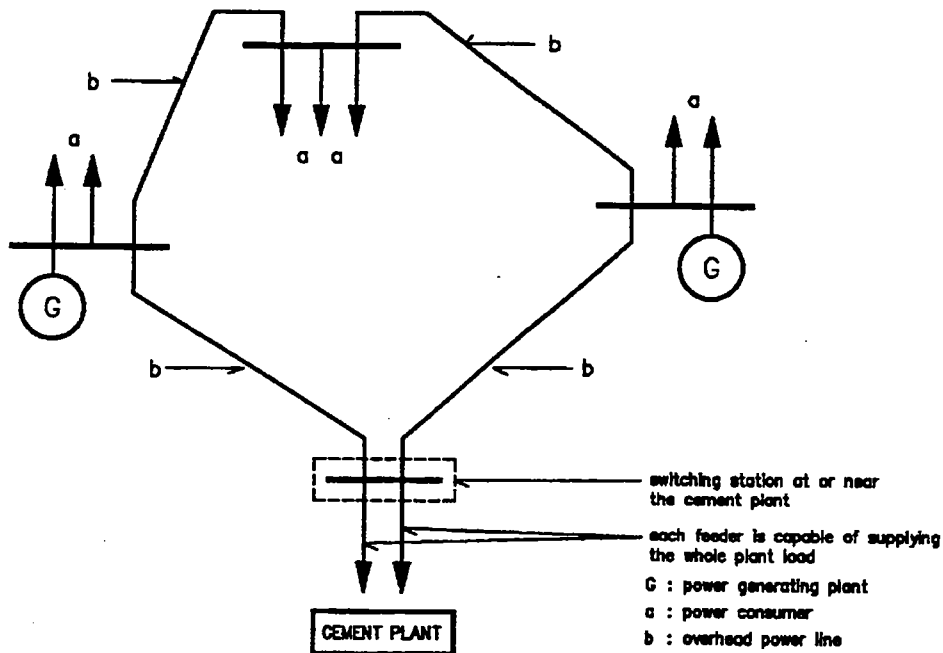 b
b
a
a
a a
G
G
b
b
switching station at or near
the cement plant
each feeder is capable of supplying
the whole plant load
G : power generating plant
a : power consumer
b : overhead power line
CEMENT PLANT